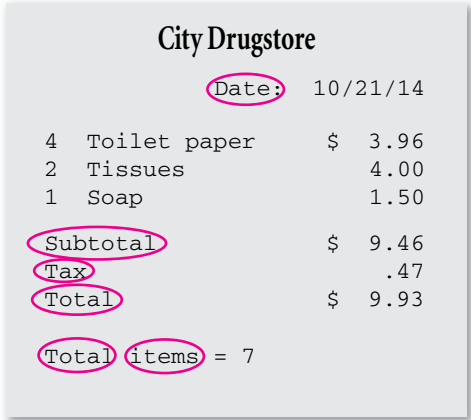 City Drugstore
Date: 10/21/14
4 Toilet paper $ 3.96
2 Tissues 4.00
1 Soap 1.50
Subtotal $ 9.46
Tax .47
Total $ 9.93
Total items = 7